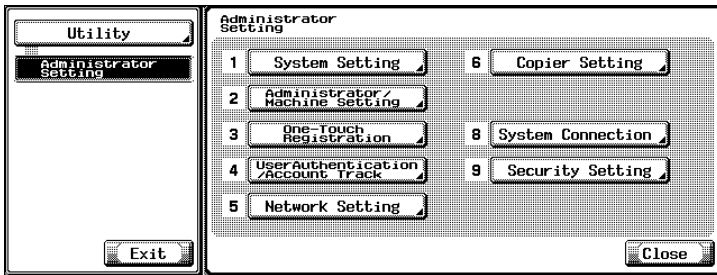 Utility
Administrator
Setting
Exit
Administrator
Setting
1 System Setting
2 Administrator/
Machine Setting
3 One-Touch
Registration
4 UserAuthentication
/Account Track
5 Network Setting
6 Copier Setting
8 System Connection
9 Security Setting
Close